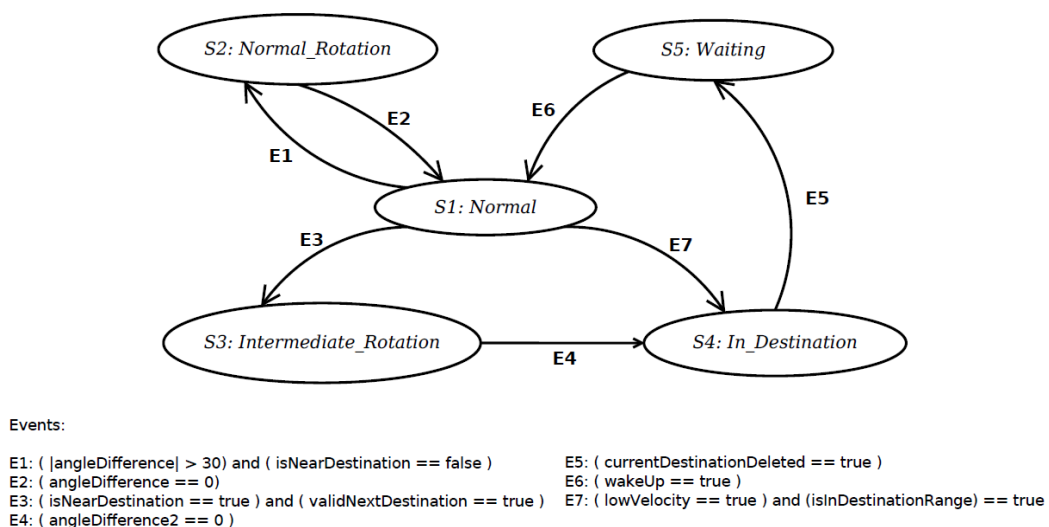 S2: Normal_Rotation
S5: Waiting
E2
E6
E1
S1: Normal
E5
E3
E7
S3: Intermediate_Rotation
S4: In_Destination
E4
Events:
E1: ( |angleDifference| > 30) and ( isNearDestination == false )
E2: ( angleDifference == 0)
E3: ( isNearDestination == true ) and ( validNextDestination == true )
E4: ( angleDifference2 == 0 )
E5: ( currentDestinationDeleted == true )
E6: ( wakeUp == true )
E7: ( lowVelocity == true ) and (isInDestinationRange) == true